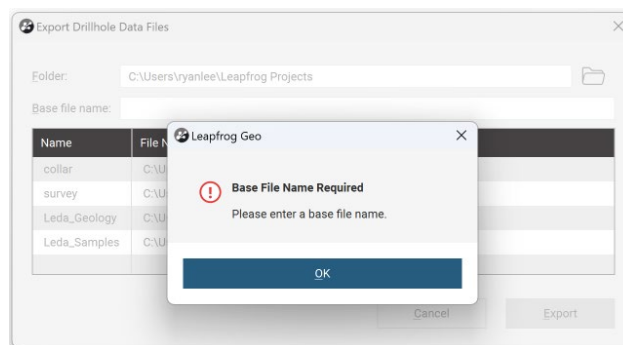 Export Drillhole Data Files
Folder: C:\Users\ryanlee\Leapfrog Projects
Base file name:
Name File N
collar C:\U
survey C:\U
Leda_Geology C:\U
Leda_Samples C:\U
Leapfrog Geo
Base File Name Required
Please enter a base file name.
OK
Cancel Export